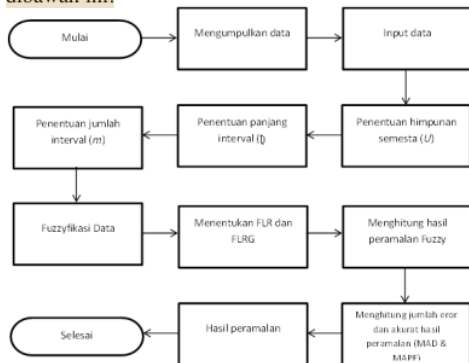 dibawah ini:
Mulai
Mengumpulkan data
Input data
Penentuan himpunan
semesta (U)
Penentuan panjang
interval (l)
Penentuan jumlah
interval (m)
Fuzzyfikasi Data
Menentukan FLR dan
FLRG
Menghitung hasil
peramalan Fuzzy
Menghitung jumlah eror
dan akurat hasil
peramalan (MAD &
MAPE)
Hasil peramalan
Selesai